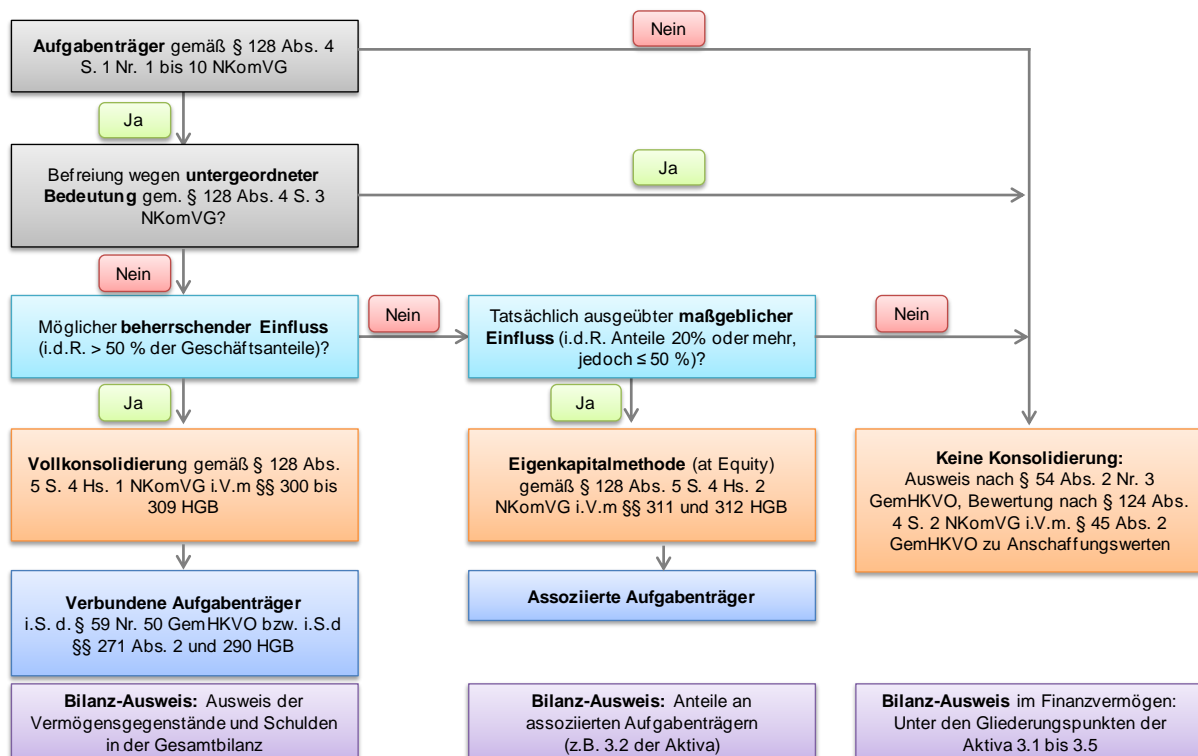 Aufgabenträger gemäß § 128 Abs. 4
S. 1 Nr. 1 bis 10 NKomVG
Nein
Ja
Befreiung wegen untergeordneter
Bedeutung gem. § 128 Abs. 4 S. 3
NKomVG?
Ja
Nein
Möglicher beherrschender Einfluss
(i.d.R. > 50 % der Geschäftsanteile)?
Nein
Tatsächlich ausgeübter maßgeblicher
Einfluss (i.d.R. Anteile 20% oder mehr,
jedoch ≤ 50 %)?
Nein
Ja
Ja
Vollkonsolidierung gemäß § 128 Abs.
5 S. 4 Hs. 1 NKomVG i.V.m §§ 300 bis
309 HGB
Eigenkapitalmethode (at Equity)
gemäß § 128 Abs. 5 S. 4 Hs. 2
NKomVG i.V.m §§ 311 und 312 HGB
Keine Konsolidierung:
Ausweis nach § 54 Abs. 2 Nr. 3
GemHKVO, Bewertung nach § 124 Abs.
4 S. 2 NKomVG i.V.m. § 45 Abs. 2
GemHKVO zu Anschaffungswerten
Verbundene Aufgabenträger
i.S. d. § 59 Nr. 50 GemHKVO bzw. i.S.d
§§ 271 Abs. 2 und 290 HGB
Assoziierte Aufgabenträger
Bilanz-Ausweis: Ausweis der
Vermögensgegenstände und Schulden
in der Gesamtbilanz
Bilanz-Ausweis: Anteile an
assoziierten Aufgabenträgern
(z.B. 3.2 der Aktiva)
Bilanz-Ausweis im Finanzvermögen:
Unter den Gliederungspunkten der
Aktiva 3.1 bis 3.5